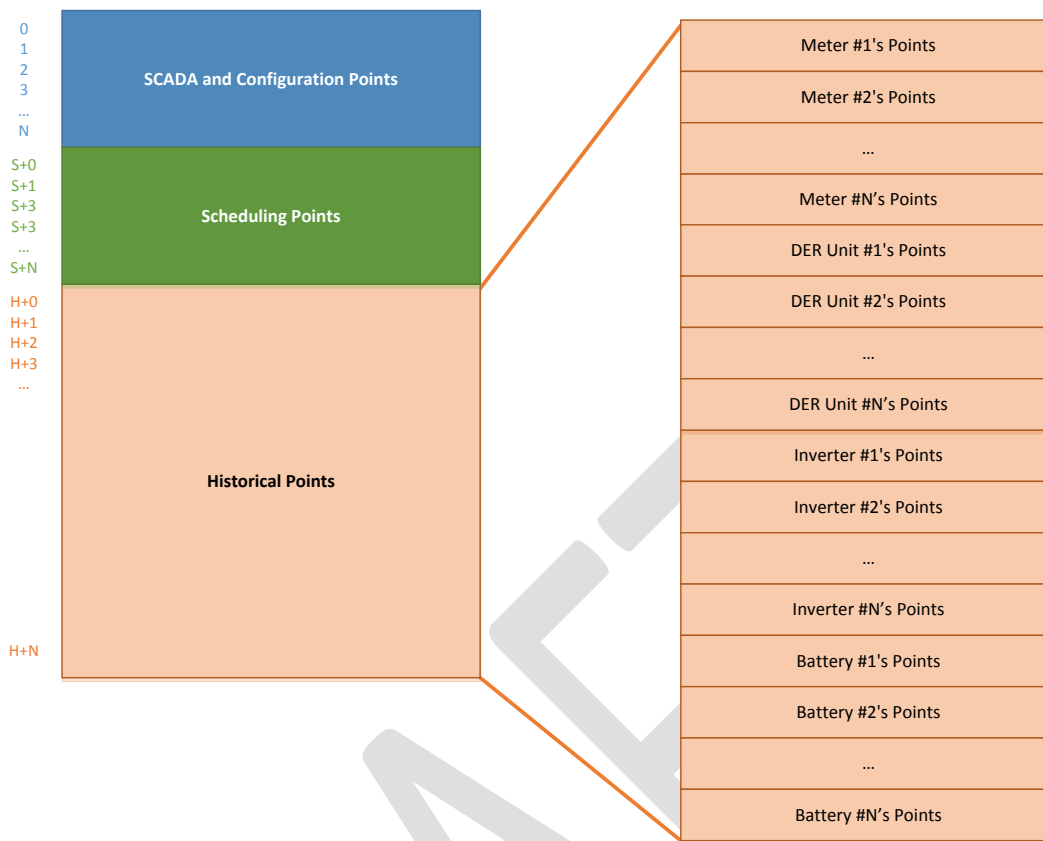 0
1
2
3
...
N
SCADA and Configuration Points
S+0
S+1
S+3
S+3
...
S+N
Scheduling Points
H+0
H+1
H+2
H+3
...
H+N
Historical Points
Meter #1's Points
Meter #2's Points
...
Meter #N’s Points
DER Unit #1's Points
DER Unit #2's Points
...
DER Unit #N’s Points
Inverter #1's Points
Inverter #2's Points
...
Inverter #N’s Points
Battery #1's Points
Battery #2's Points
...
Battery #N’s Points